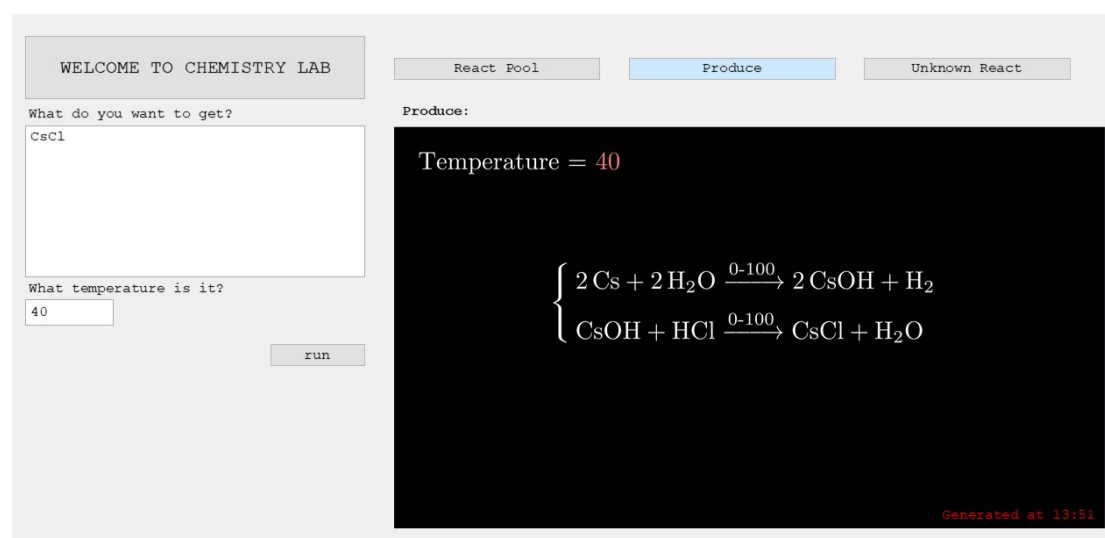 WELCOME TO CHEMISTRY LAB
What do you want to get?
CsCl
What temperature is it?
40
run
React Pool
Produce
Unknown React
Produce:
Temperature = 40
2 Cs + 2 H₂O 0-100→ 2 CsOH + H₂
CsOH + HCl 0-100→ CsCl + H₂O
Generated at 13:51